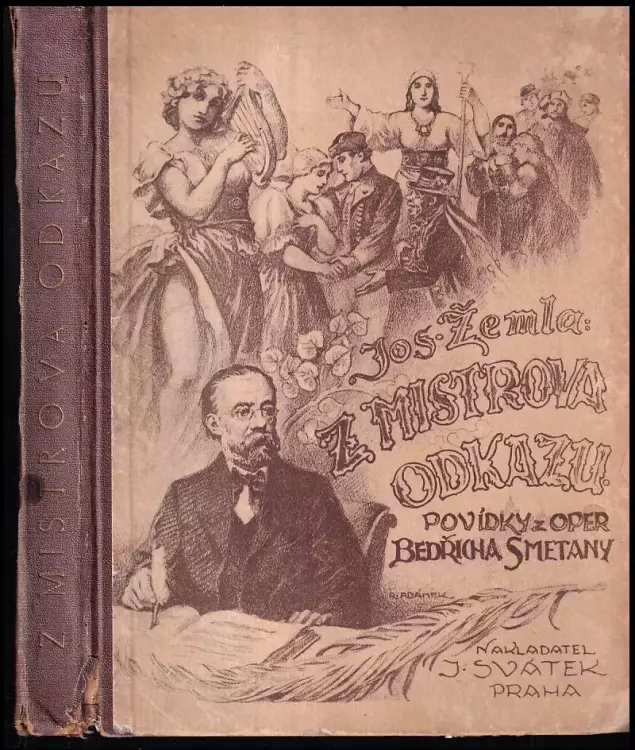 Z MISTROVA ODKAZU
Jos. Žemla:
Z MISTROVA
ODKAZU.
POVÍDKY Z OPER
BEDŘICHA SMETANY
NAKLADATEL
J. SVÁTEK
PRAHA